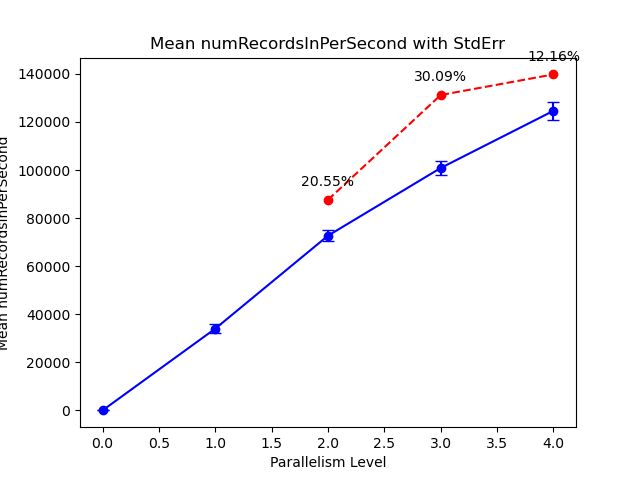 Mean numRecordsInPerSecond with StdErr
12.16%
30.09%
20.55%
140000
120000
100000
80000
60000
40000
20000
0
Mean numRecordsInPerSecond
0.0 0.5 1.0 1.5 2.0 2.5 3.0 3.5 4.0
Parallelism Level